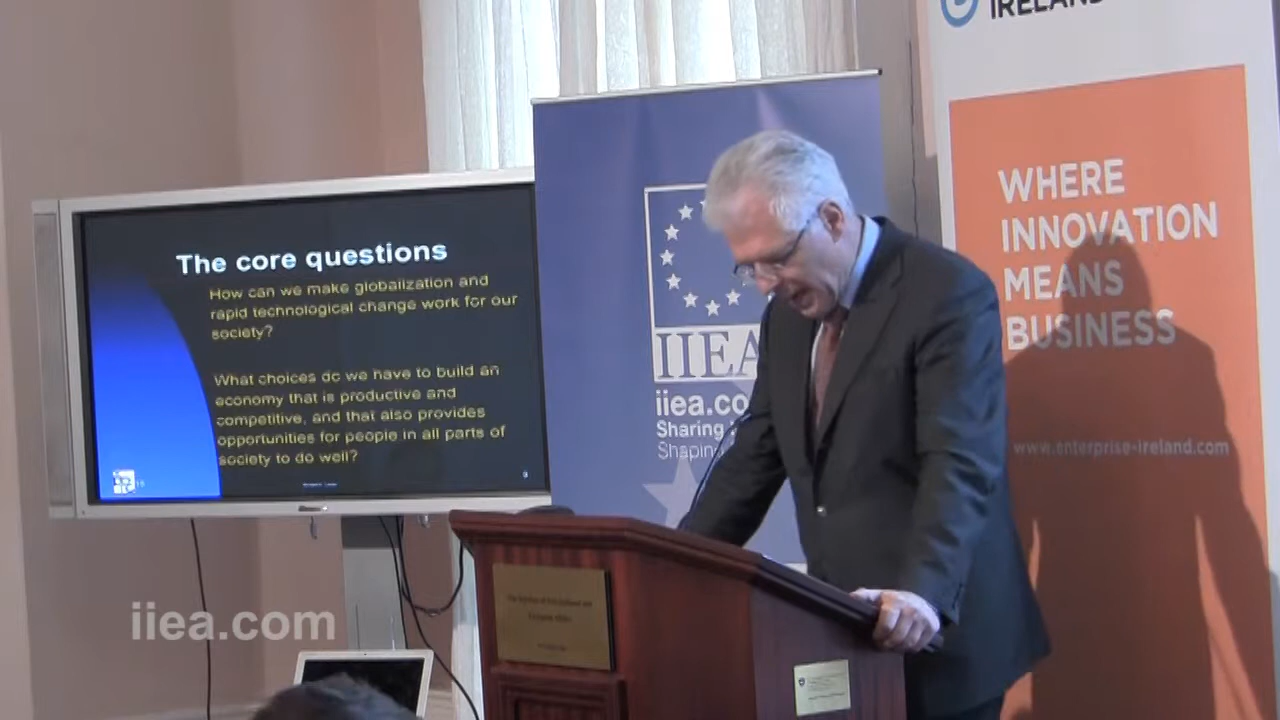 The core questions
How can we make globalization and
rapid technological change work for our
society?
What choices do we have to build an
economy that is productive and
competitive, and that also provides
opportunities for people in all parts of
society to do well?
IIEA
iiea.co
Sharing
Shapin
IRELAND
WHERE
INNOVATION
MEANS
BUSINESS
www.enterprise-ireland.com
iiea.com